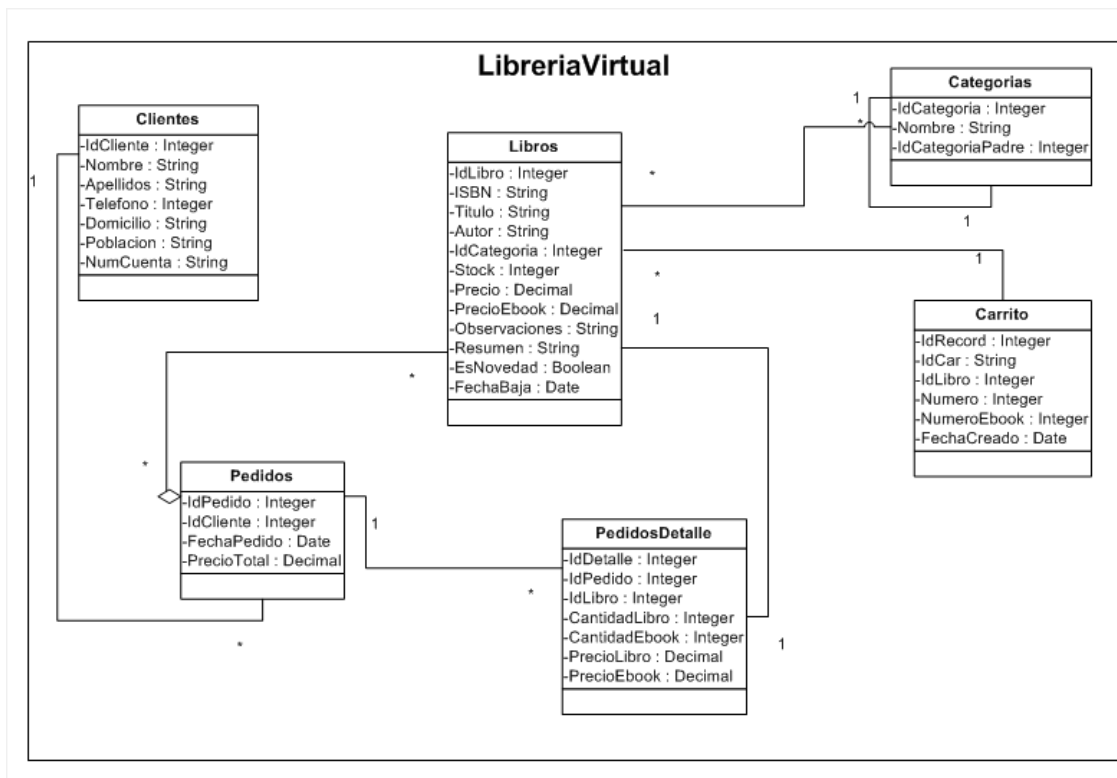 LibreriaVirtual
Clientes
-IdCliente : Integer
-Nombre : String
-Apellidos : String
-Telefono : Integer
-Domicilio : String
-Poblacion : String
-NumCuenta : String
1
Libros
-IdLibro : Integer
-ISBN : String
-Titulo : String
-Autor : String
-IdCategoria : Integer
-Stock : Integer
-Precio : Decimal
-PrecioEbook : Decimal
-Observaciones : String
-Resumen : String
-EsNovedad : Boolean
-FechaBaja : Date
*
*
1
*
Categorias
-IdCategoria : Integer
-Nombre : String
-IdCategoriaPadre : Integer
1
*
1
1
Carrito
-IdRecord : Integer
-IdCar : String
-IdLibro : Integer
-Numero : Integer
-NumeroEbook : Integer
-FechaCreado : Date
*
Pedidos
-IdPedido : Integer
-IdCliente : Integer
-FechaPedido : Date
-PrecioTotal : Decimal
1
*
*
PedidosDetalle
-IdDetalle : Integer
-IdPedido : Integer
-IdLibro : Integer
-CantidadLibro : Integer
-CantidadEbook : Integer
-PrecioLibro : Decimal
-PrecioEbook : Decimal
1